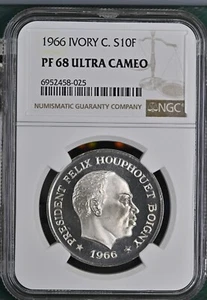 1966 IVORY C. S10F
PF 68 ULTRA CAMEO
6952458-025
NUMISMATIC GUARANTY COMPANY
NGC
PRESIDENT FELIX HOUPHOUET BOIGNY
1966